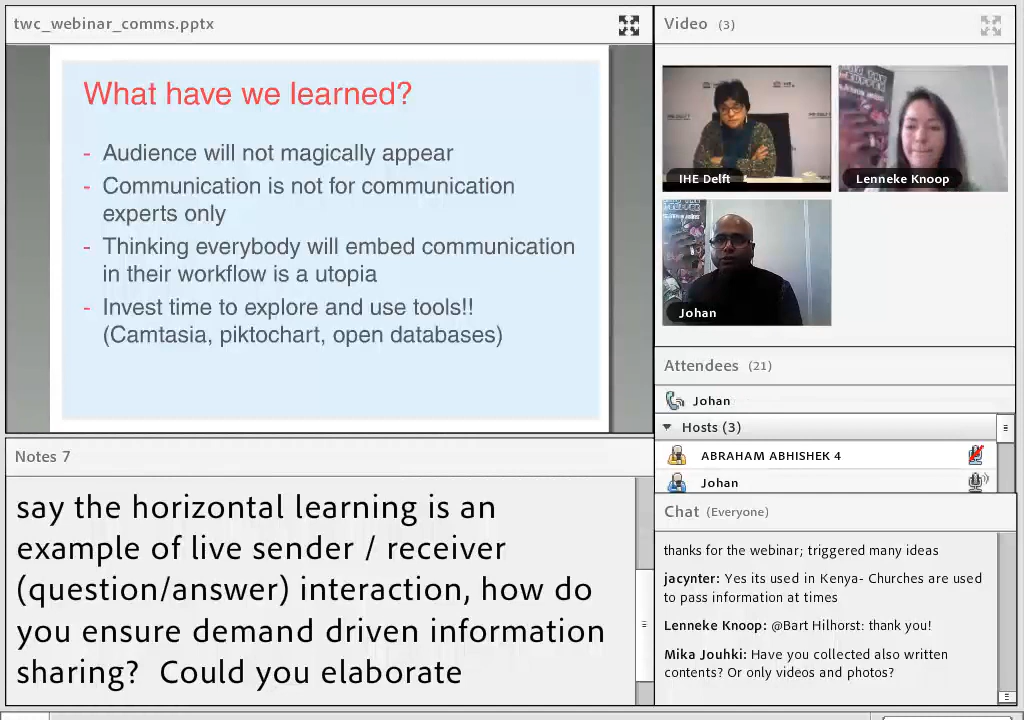 twc_webinar_comms.pptx
What have we learned?
- Audience will not magically appear
- Communication is not for communication
experts only
- Thinking everybody will embed communication
in their workflow is a utopia
- Invest time to explore and use tools!!
(Camtasia, piktochart, open databases)
Notes 7
say the horizontal learning is an
example of live sender / receiver
(question/answer) interaction, how do
you ensure demand driven information
sharing? Could you elaborate
Video (3)
IHE Delft
Lenneke Knoop
Johan
Attendees (21)
Johan
Hosts (3)
ABRAHAM ABHISHEK 4
Johan
Chat (Everyone)
thanks for the webinar; triggered many ideas
jacynter: Yes its used in Kenya- Churches are used
to pass information at times
Lenneke Knoop: @Bart Hilhorst: thank you!
Mika Jouhki: Have you collected also written
contents? Or only videos and photos?